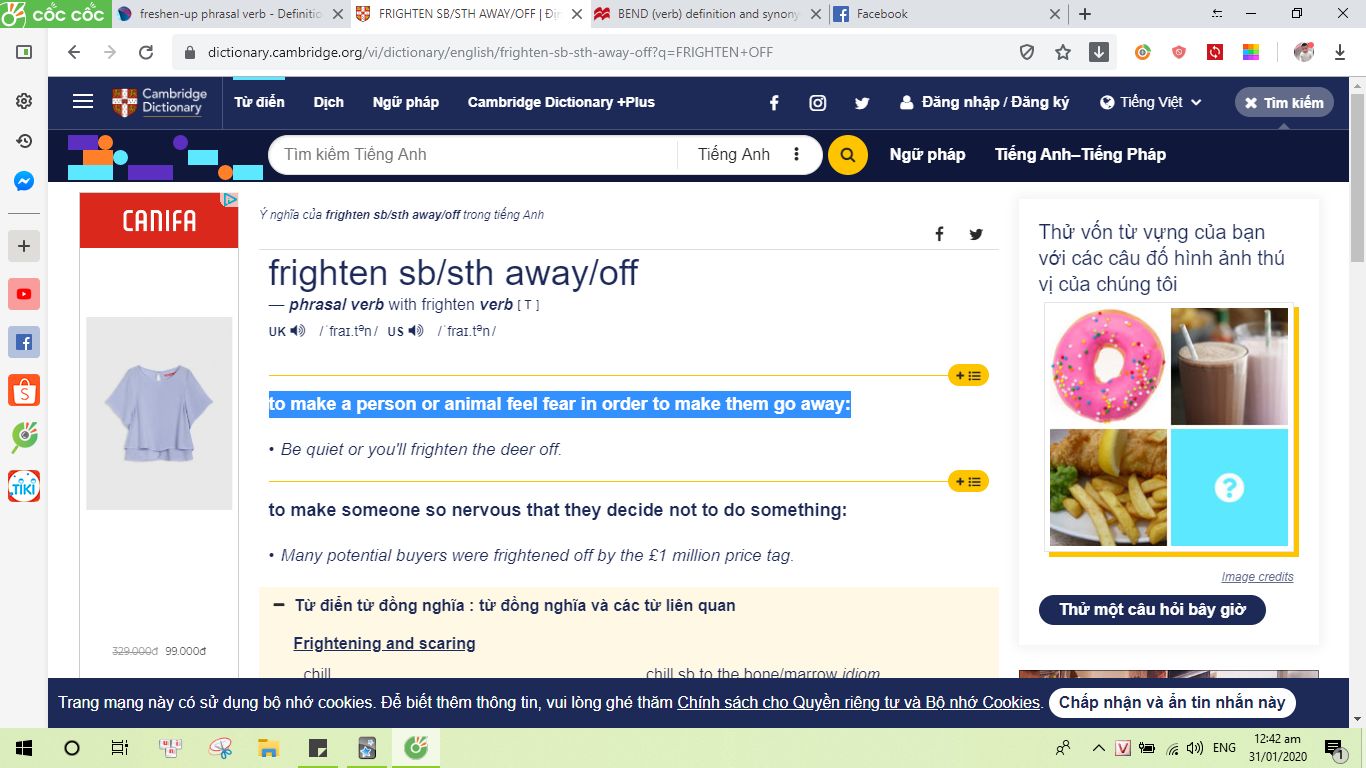 cốc cốc
freshen-up phrasal verb - Definitio
FRIGHTEN SB/STH AWAY/OFF | Đị
BEND (verb) definition and synony
Facebook
dictionary.cambridge.org/vi/dictionary/english/frighten-sb-sth-away-off?q=FRIGHTEN+OFF
Cambridge Dictionary
Từ điển
Dịch
Ngữ pháp
Cambridge Dictionary +Plus
Đăng nhập / Đăng ký
Tiếng Việt
Tìm kiếm
Tìm kiếm Tiếng Anh
Tiếng Anh
Ngữ pháp
Tiếng Anh–Tiếng Pháp
CANIFA
329.000đ 99.000đ
Ý nghĩa của frighten sb/sth away/off trong tiếng Anh
frighten sb/sth away/off
— phrasal verb with frighten verb [ T ]
UK /ˈfraɪ.tᵊn/ US /ˈfraɪ.tᵊn/
to make a person or animal feel fear in order to make them go away:
• Be quiet or you'll frighten the deer off.
to make someone so nervous that they decide not to do something:
• Many potential buyers were frightened off by the £1 million price tag.
Từ điển từ đồng nghĩa : từ đồng nghĩa và các từ liên quan
Frightening and scaring
chill
chill sb to the bone/marrow idiom
Thử vốn từ vựng của bạn
với các câu đố hình ảnh thú
vị của chúng tôi
Image credits
Thử một câu hỏi bây giờ
TIKI
Trang mạng này có sử dụng bộ nhớ cookies. Để biết thêm thông tin, vui lòng ghé thăm Chính sách cho Quyền riêng tư và Bộ nhớ Cookies.
Chấp nhận và ẩn tin nhắn này
ENG
12:42 am
31/01/2020
1